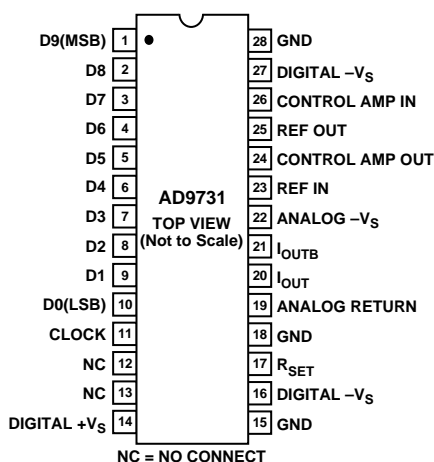 D9(MSB) 1 28 GND
D8 2 27 DIGITAL –VS
D7 3 26 CONTROL AMP IN
D6 4 25 REF OUT
D5 5 24 CONTROL AMP OUT
D4 6 23 REF IN
D3 7 22 ANALOG –VS
D2 8 21 IOUTB
D1 9 20 IOUT
D0(LSB) 10 19 ANALOG RETURN
CLOCK 11 18 GND
NC 12 17 RSET
NC 13 16 DIGITAL –VS
DIGITAL +VS 14 15 GND
AD9731
TOP VIEW
(Not to Scale)
NC = NO CONNECT